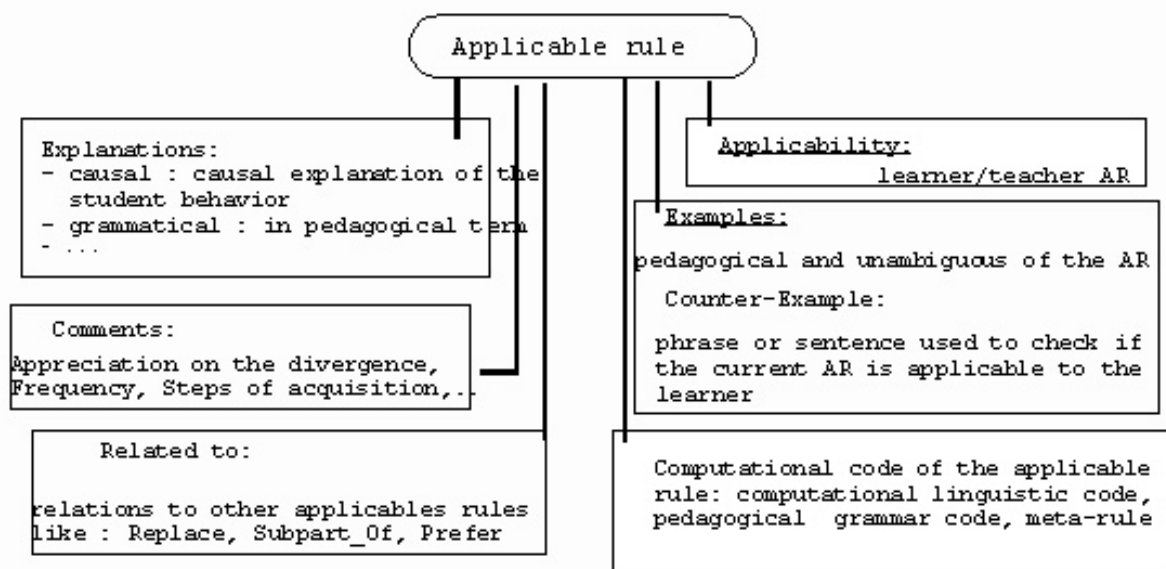 Applicable rule
Explanations:
- causal : causal explanation of the
student behavior
- grammatical : in pedagogical term
- ...
Comments:
Appreciation on the divergence,
Frequency, Steps of acquisition,..
Related to:
relations to other applicables rules
like : Replace, Subpart_Of, Prefer
Applicability:
learner/teacher AR
Examples:
pedagogical and unambiguous of the AR
Counter-Example:
phrase or sentence used to check if
the current AR is applicable to the
learner
Computational code of the applicable
rule: computational linguistic code,
pedagogical grammar code, meta-rule